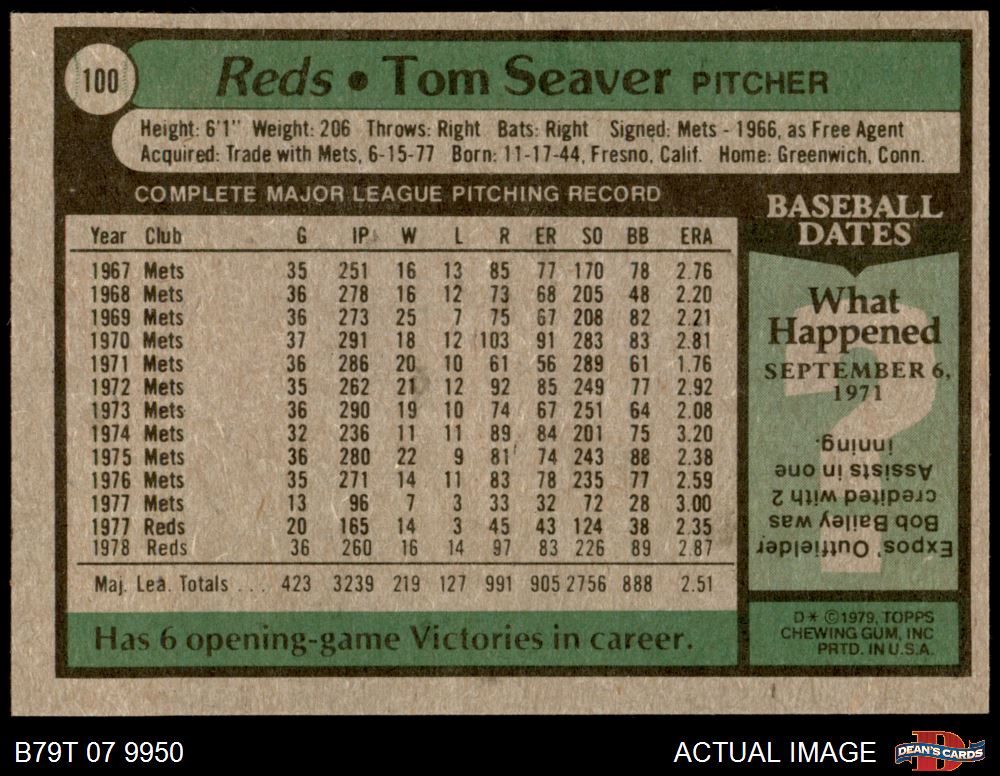 100
Reds • Tom Seaver PITCHER
Height: 6'1" Weight: 206 Throws: Right Bats: Right Signed: Mets - 1966, as Free Agent
Acquired: Trade with Mets, 6-15-77 Born: 11-17-44, Fresno, Calif. Home: Greenwich, Conn.
COMPLETE MAJOR LEAGUE PITCHING RECORD
Year Club G IP W L R ER SO BB ERA
1967 Mets 35 251 16 13 85 77 170 78 2.76
1968 Mets 36 278 16 12 73 68 205 48 2.20
1969 Mets 36 273 25 7 75 67 208 82 2.21
1970 Mets 37 291 18 12 103 91 283 83 2.81
1971 Mets 36 286 20 10 61 56 289 61 1.76
1972 Mets 35 262 21 12 92 85 249 77 2.92
1973 Mets 36 290 19 10 74 67 251 64 2.08
1974 Mets 32 236 11 11 89 84 201 75 3.20
1975 Mets 36 280 22 9 81 74 243 88 2.38
1976 Mets 35 271 14 11 83 78 235 77 2.59
1977 Mets 13 96 7 3 33 32 72 28 3.00
1977 Reds 20 165 14 3 45 43 124 38 2.35
1978 Reds 36 260 16 14 97 83 226 89 2.87
Maj. Lea. Totals . . . 423 3239 219 127 991 905 2756 888 2.51
Has 6 opening-game Victories in career.
BASEBALL
DATES
?
What
Happened
SEPTEMBER 6,
1971
Expos' Outfielder
Bob Bailey was
credited with 2
Assists in one
inning.
D* ©1979, TOPPS
CHEWING GUM, INC
PRTD. IN U.S.A.
B79T 07 9950
ACTUAL IMAGE
D
DEAN'S CARDS